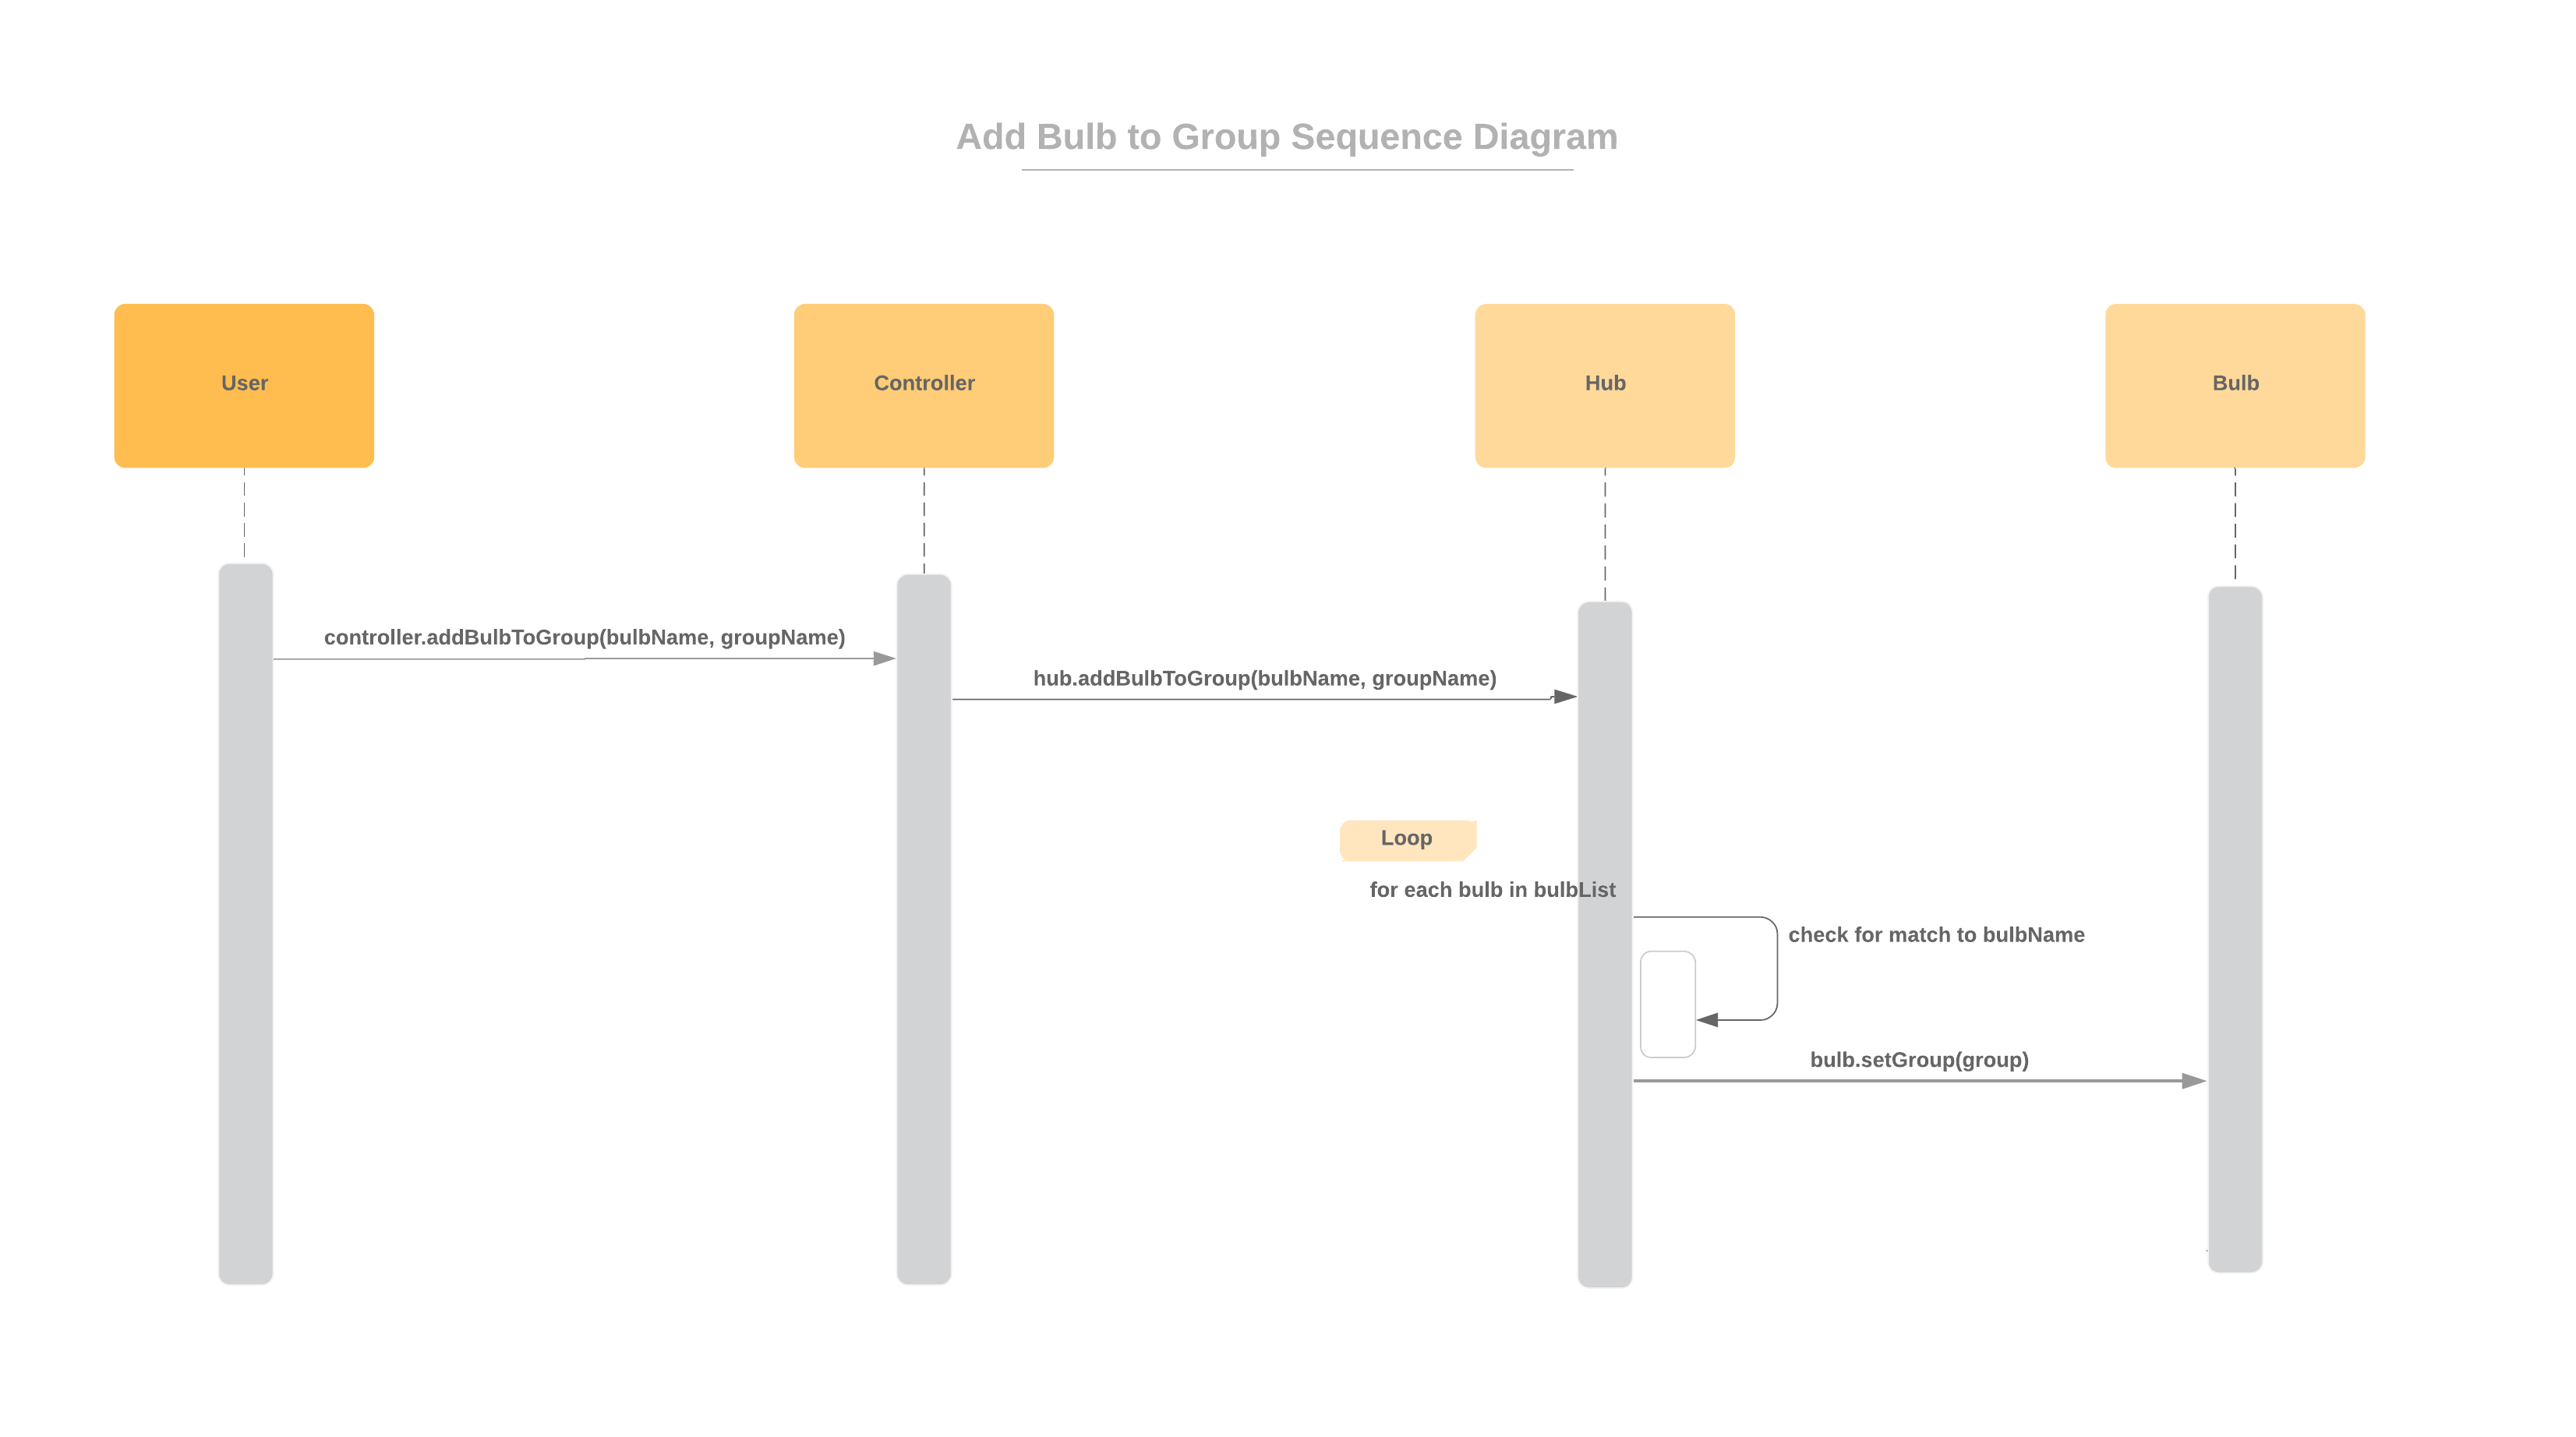 Add Bulb to Group Sequence Diagram
User
Controller
Hub
Bulb
controller.addBulbToGroup(bulbName, groupName)
hub.addBulbToGroup(bulbName, groupName)
Loop
for each bulb in bulbList
check for match to bulbName
bulb.setGroup(group)